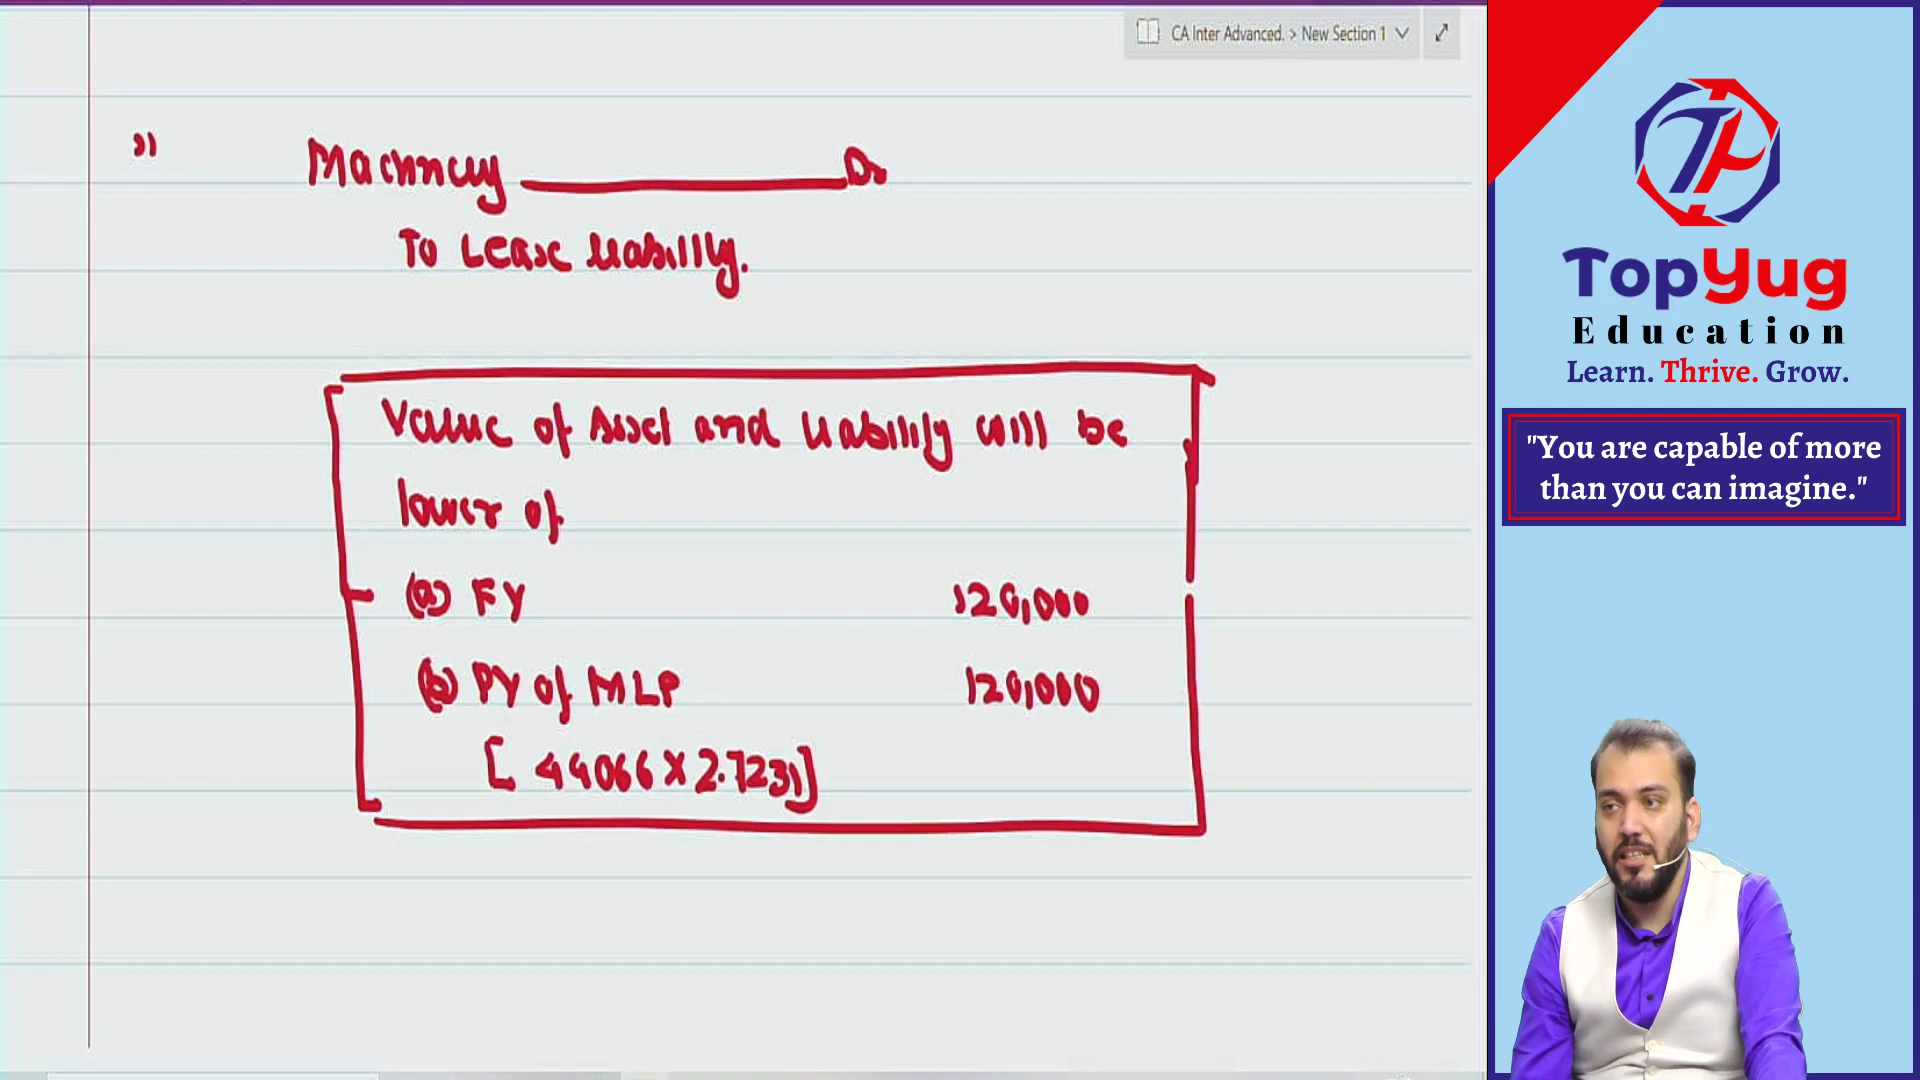 CA Inter Advanced. > New Section 1
1)
Machinery ________ Dr
To Lease liability.
Value of Asset and liability will be
lower of
(a) FV 120,000
(b) PV of MLP 120,000
[44066 x 2.7231]
TopYug
Education
Learn. Thrive. Grow.
"You are capable of more
than you can imagine."